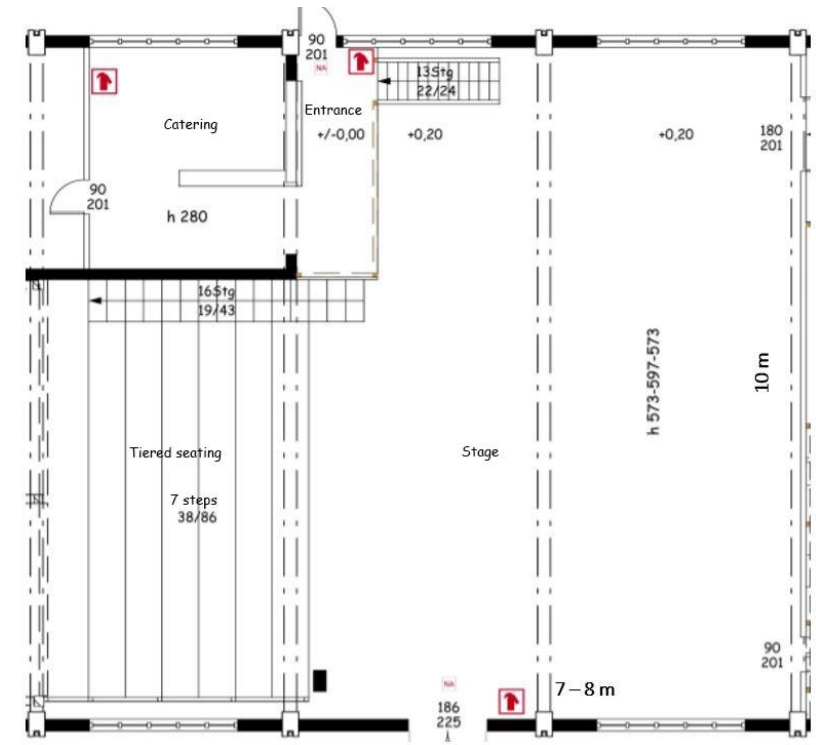 90
201
NA
13Stg
22/24
Catering
Entrance
+/-0,00
+0,20
+0,20
180
201
90
201
h 280
16Stg
19/43
h 573-597-573
10 m
Tiered seating
Stage
7 steps
38/86
90
201
NA
7 – 8 m
186
225